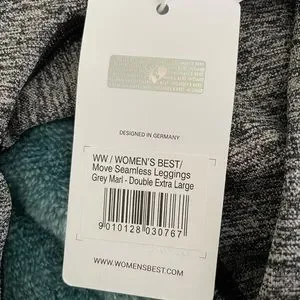 DESIGNED IN GERMANY
WW / WOMEN'S BEST/
Move Seamless Leggings
Grey Marl - Double Extra Large
9 010128 030767
WWW.WOMENSBEST.COM